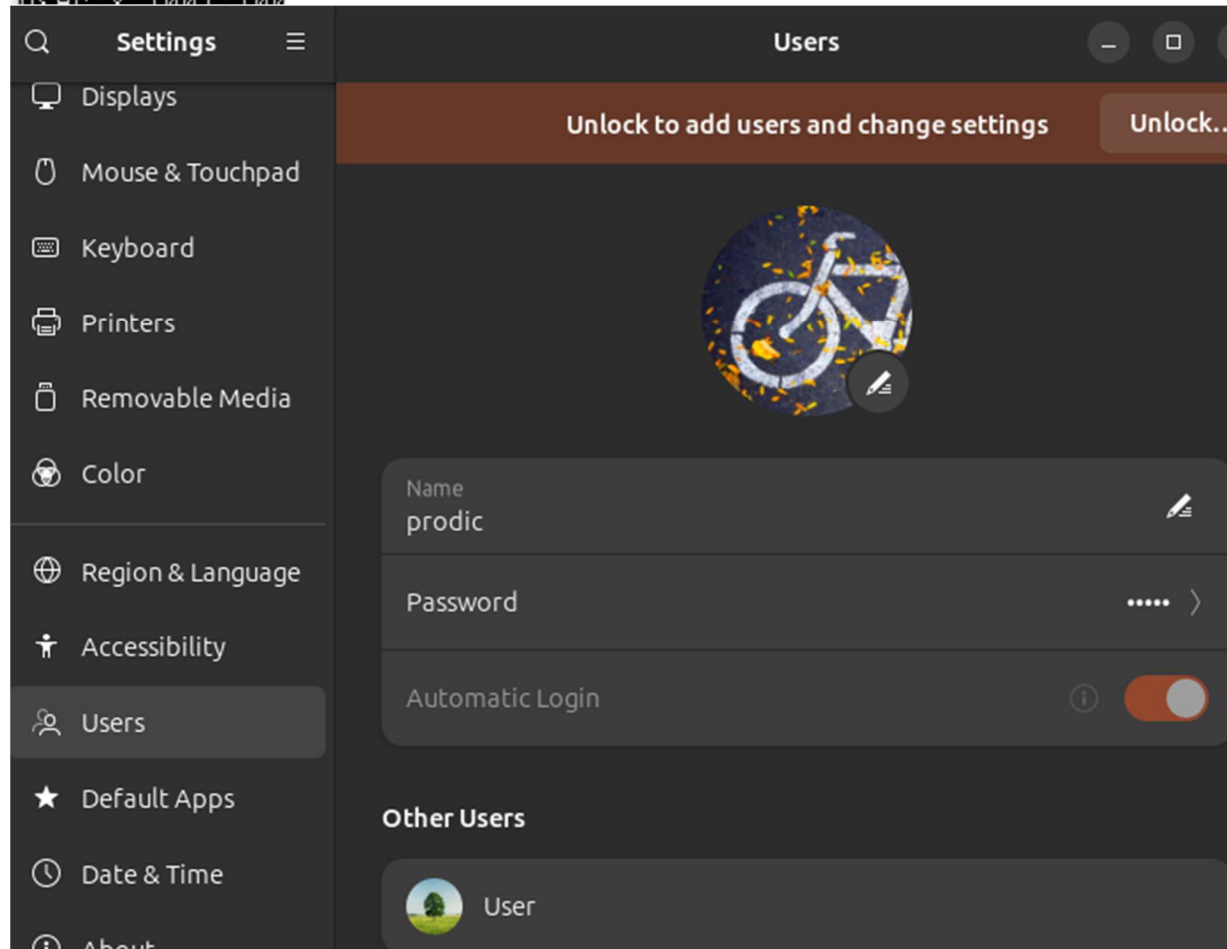 Settings
Users
Displays
Mouse & Touchpad
Keyboard
Printers
Removable Media
Color
Region & Language
Accessibility
Users
Default Apps
Date & Time
About
Unlock to add users and change settings
Unlock..
Name
prodic
Password
Automatic Login
Other Users
User